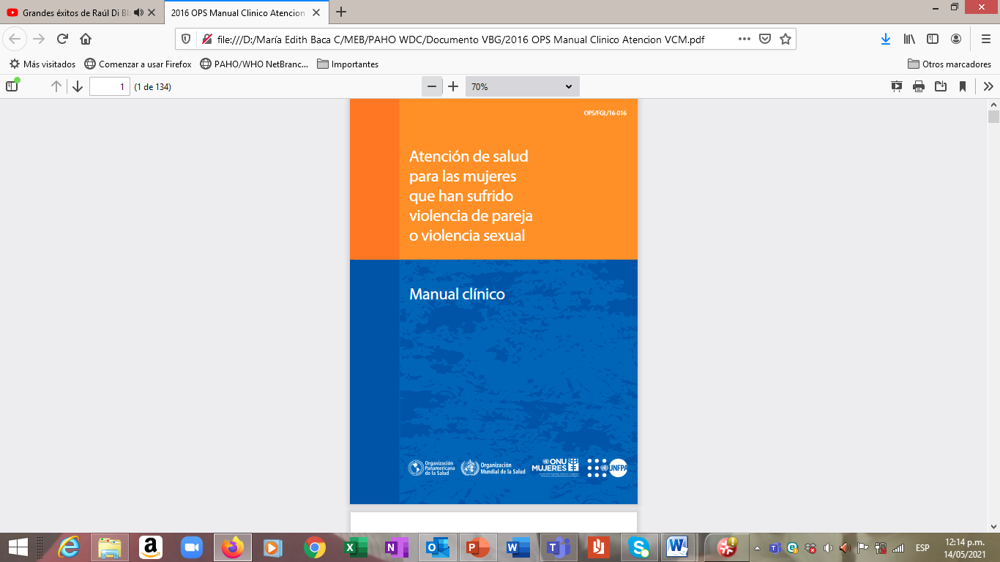 Grandes éxitos de Raúl Di Bl
2016 OPS Manual Clinico Atencion
file:///D:/María Edith Baca C/MEB/PAHO WDC/Documento VBG/2016 OPS Manual Clinico Atencion VCM.pdf
Más visitados
Comenzar a usar Firefox
PAHO/WHO NetBranc...
Importantes
Otros marcadores
1
(1 de 134)
70%
OPS/FGL/16-016
Atención de salud
para las mujeres
que han sufrido
violencia de pareja
o violencia sexual
Manual clínico
Organización
Panamericana
de la Salud
Organización
Mundial de la Salud
ONU
MUJERES
UNFPA
ESP
12:14 p.m.
14/05/2021